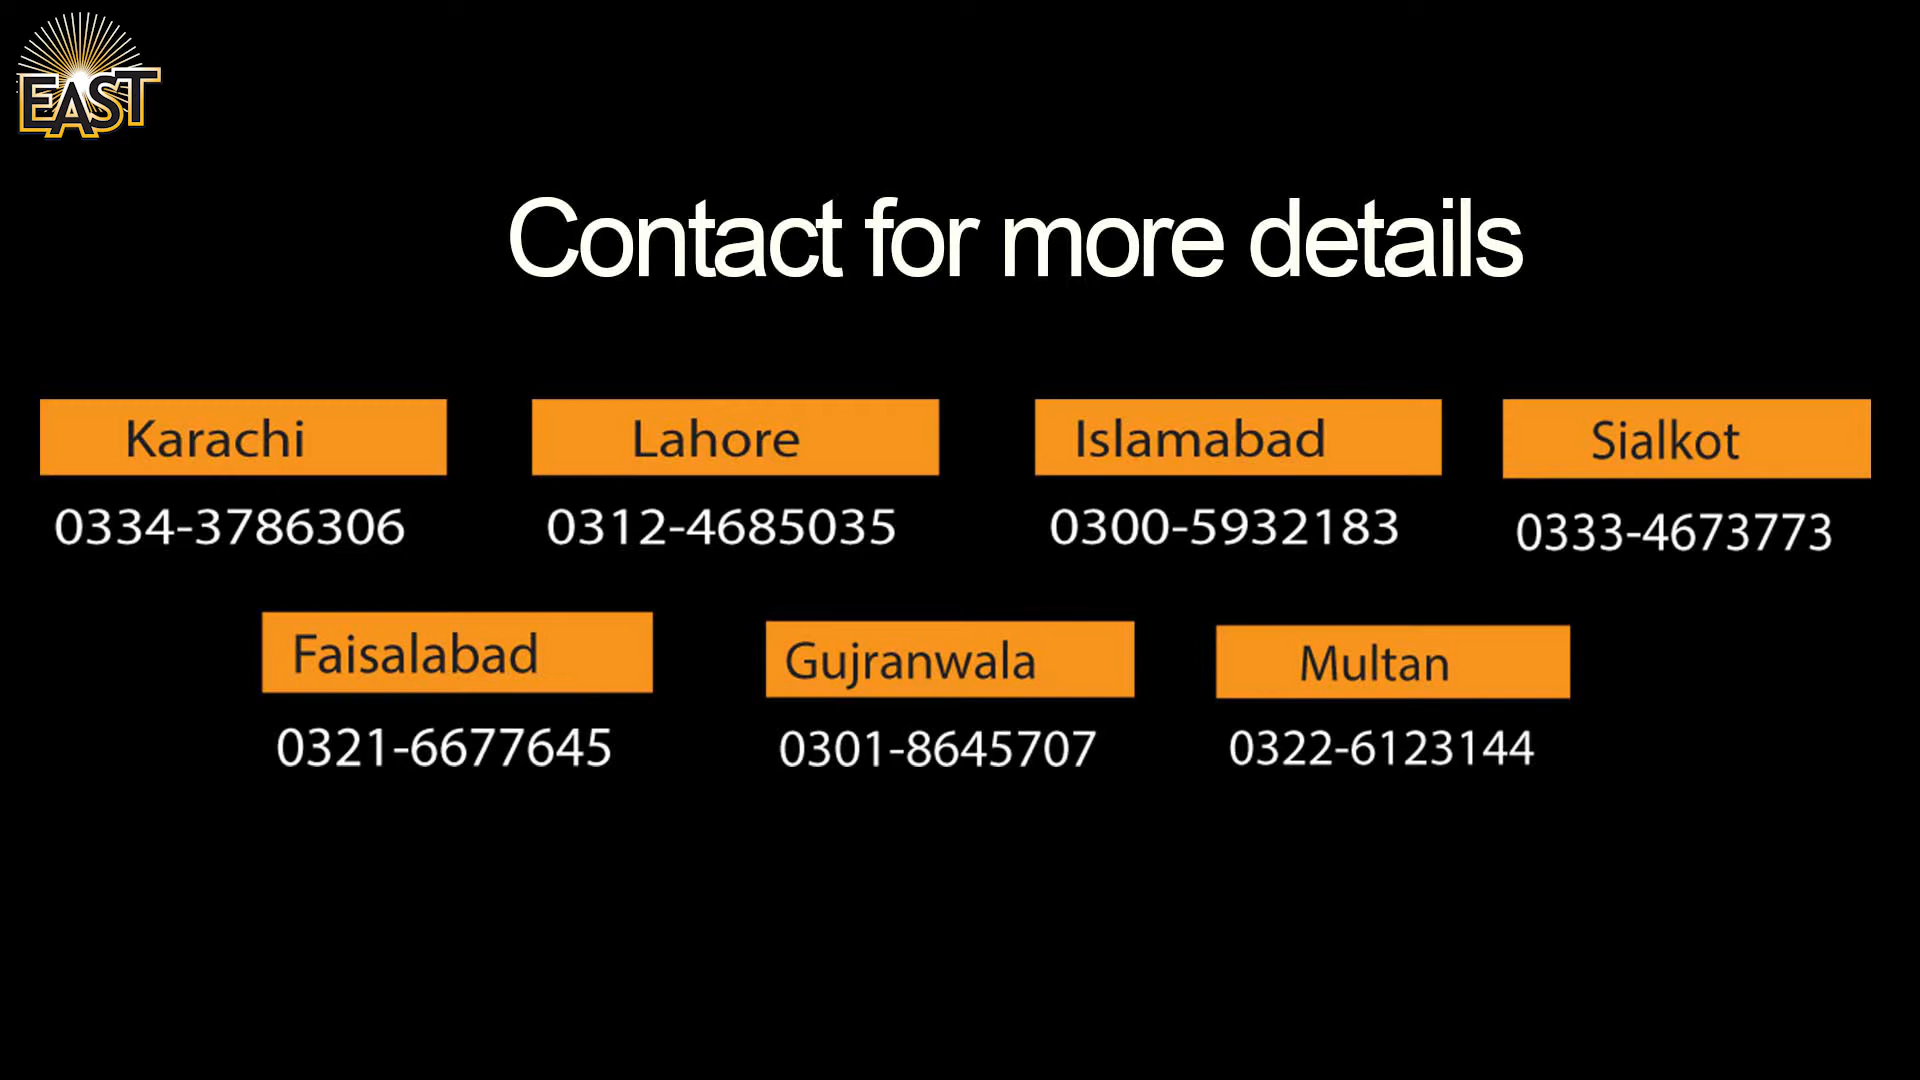 EAST
Contact for more details
Karachi
Lahore
Islamabad
Sialkot
0334-3786306
0312-4685035
0300-5932183
0333-4673773
Faisalabad
Gujranwala
Multan
0321-6677645
0301-8645707
0322-6123144